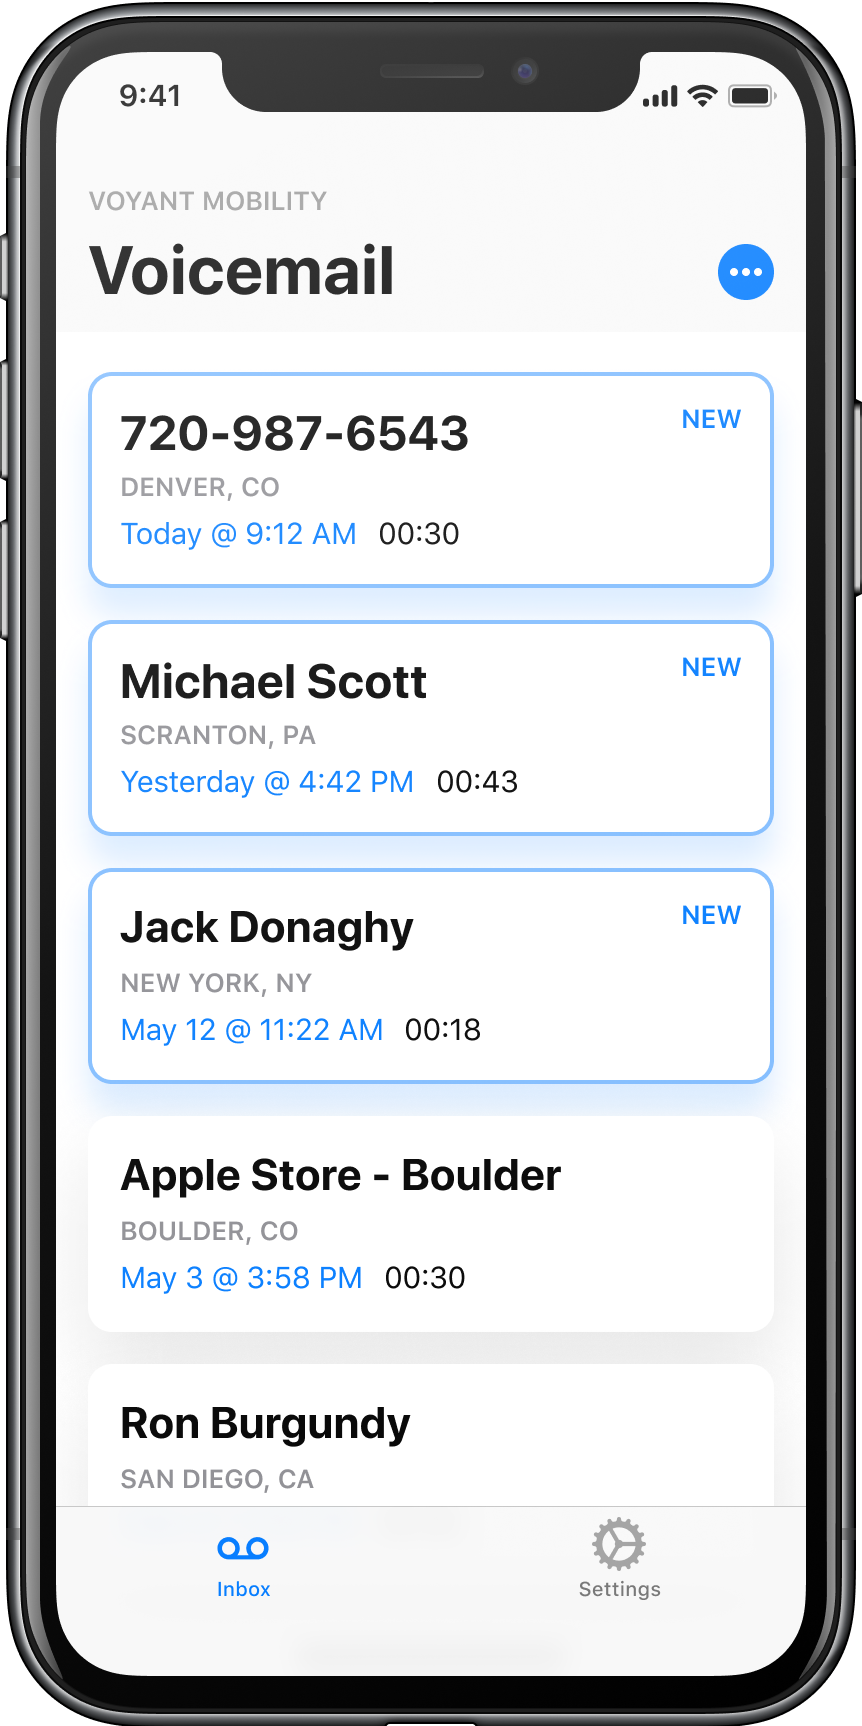 9:41
VOYANT MOBILITY
Voicemail
720-987-6543
NEW
DENVER, CO
Today @ 9:12 AM 00:30
Michael Scott
NEW
SCRANTON, PA
Yesterday @ 4:42 PM 00:43
Jack Donaghy
NEW
NEW YORK, NY
May 12 @ 11:22 AM 00:18
Apple Store - Boulder
BOULDER, CO
May 3 @ 3:58 PM 00:30
Ron Burgundy
SAN DIEGO, CA
Inbox
Settings